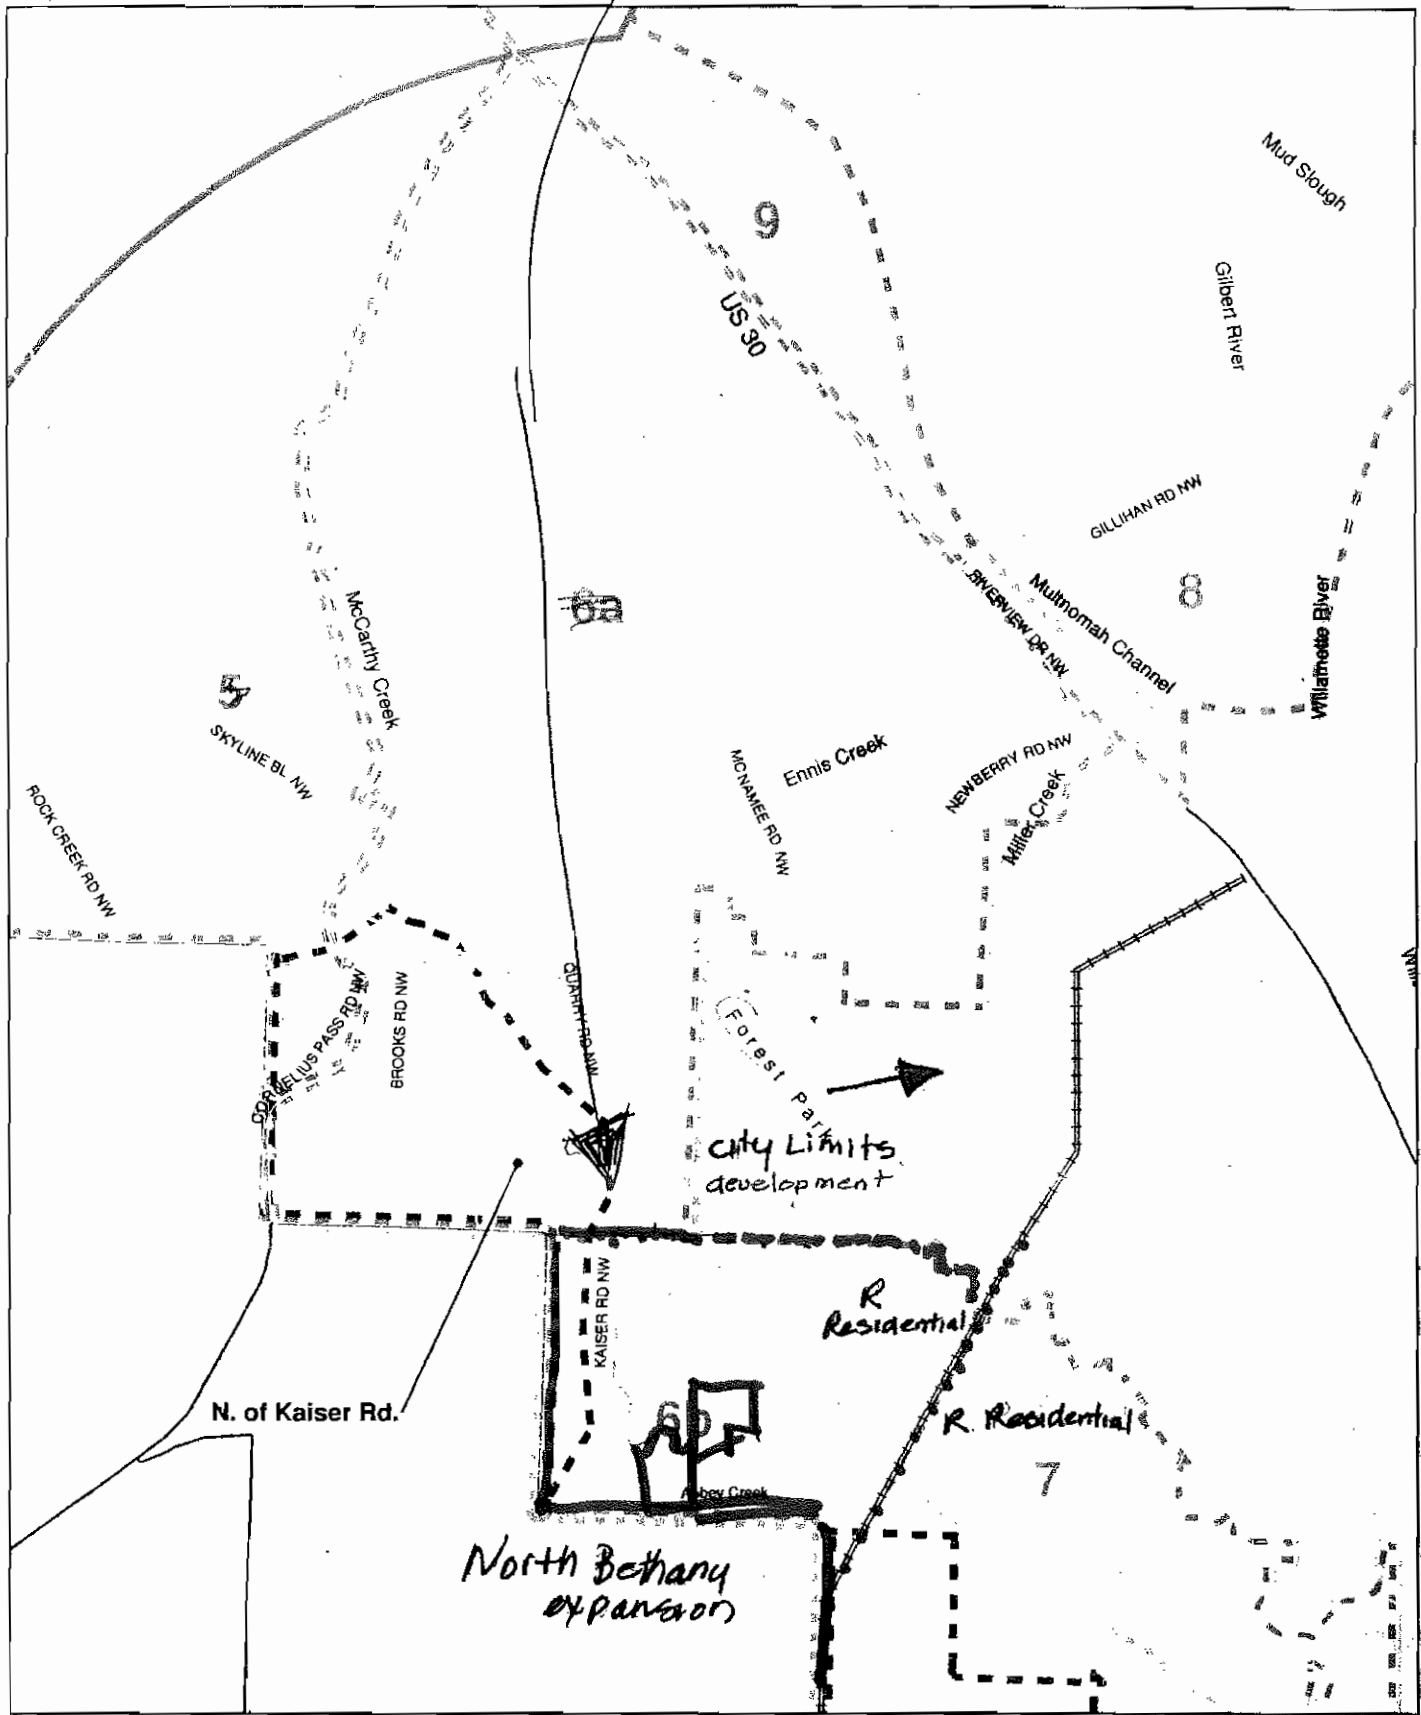 Mud Slough
9
Gilbert River
US 30
GILLIHAN RD NW
8
6a
RIVERVIEW DR NW
Multnomah Channel
Willamette River
McCarthy Creek
5
SKYLINE BL NW
ROCK CREEK RD NW
MCNAMEE RD NW
Ennis Creek
NEWBERRY RD NW
Miller Creek
QUARRY RD NW
CORNELIUS PASS RD NW
BROOKS RD NW
Forest Park
City Limits
development
KAISER RD NW
R
Residential
N. of Kaiser Rd.
6b
R. Residential
7
Abbey Creek
North Bethany
expansion